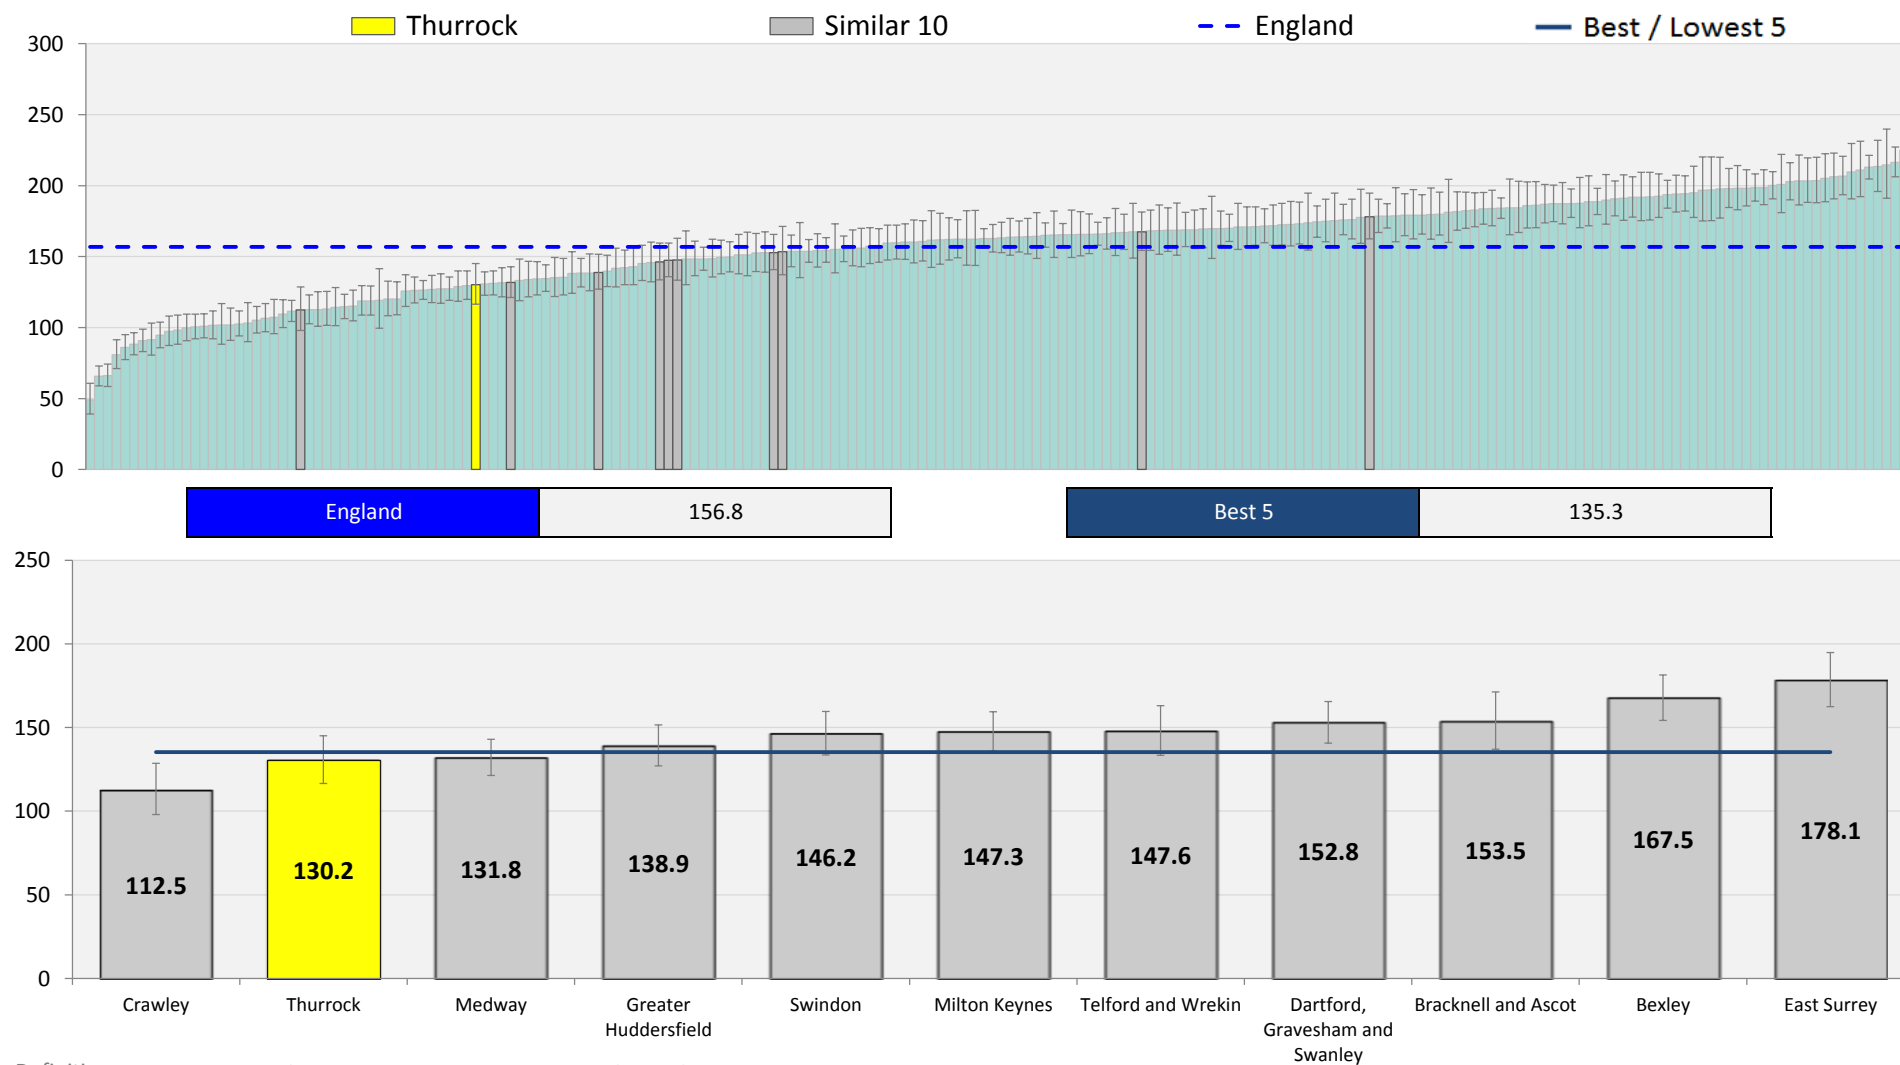 Thurrock Similar 10 England Best / Lowest 5
300
250
200
150
100
50
0
England 156.8 Best 5 135.3
250
200
150
100
50
0
112.5 130.2 131.8 138.9 146.2 147.3 147.6 152.8 153.5 167.5 178.1
Crawley Thurrock Medway Greater Swindon Milton Keynes Telford and Wrekin Dartford, Bracknell and Ascot Bexley East Surrey
Huddersfield Gravesham and
Swanley